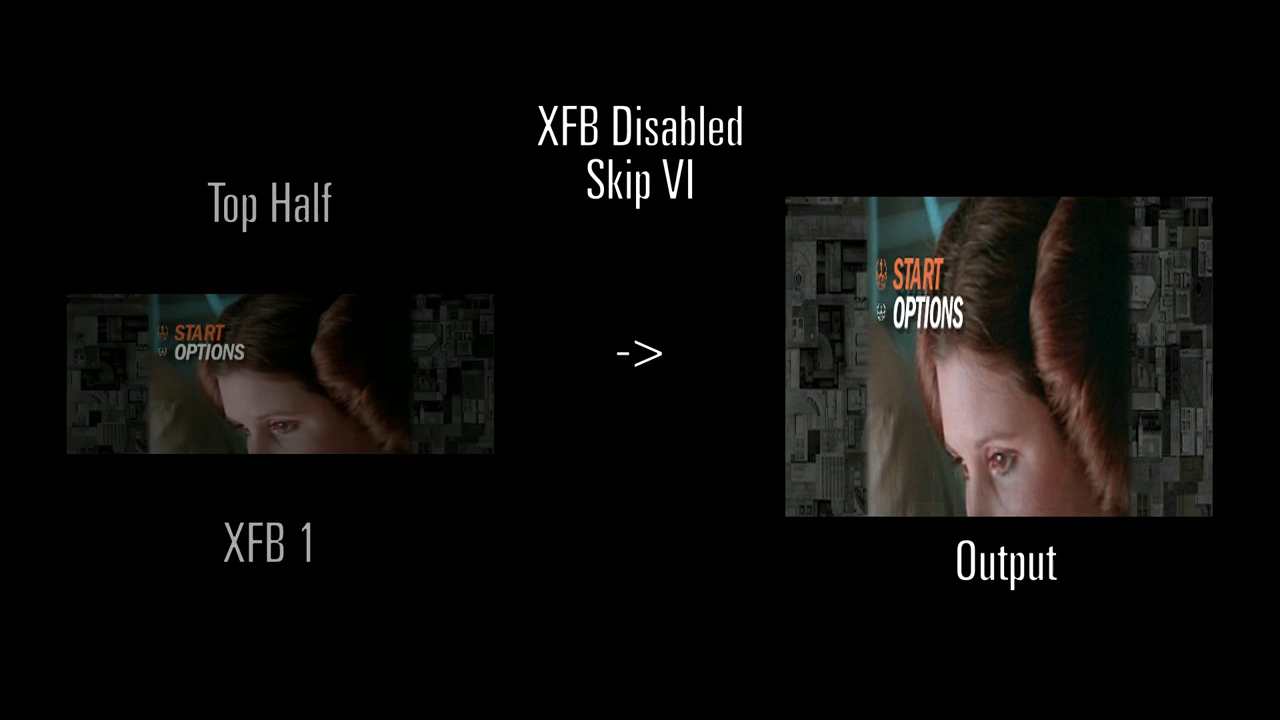 XFB Disabled
Skip VI
Top Half
START
OPTIONS
XFB 1
->
START
OPTIONS
Output